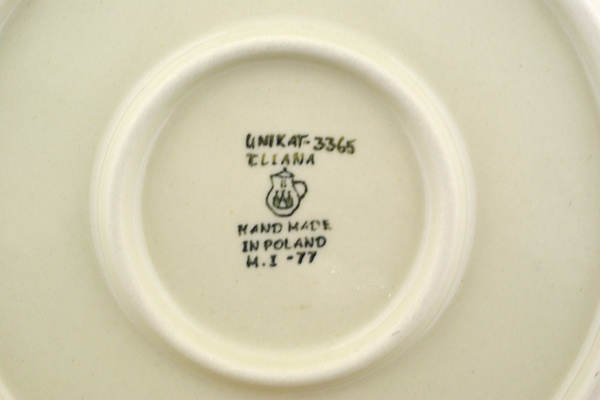 UNIKAT-3365
ELIANA
HAND MADE
IN POLAND
M.I -77